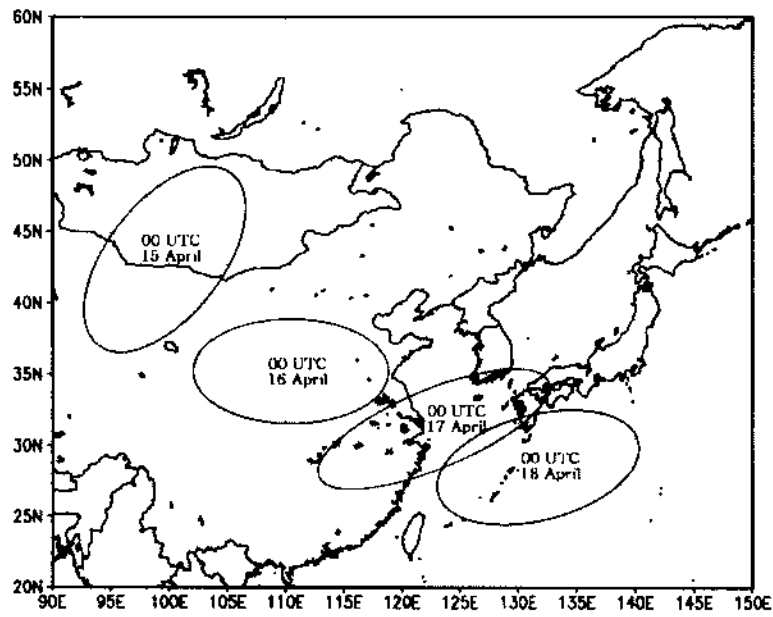 60N
55N
50N
45N
40N
35N
30N
25N
20N
00 UTC
15 April
00 UTC
16 April
00 UTC
17 April
00 UTC
18 April
90E 95E 100E 105E 110E 115E 120E 125E 130E 135E 140E 145E 150E